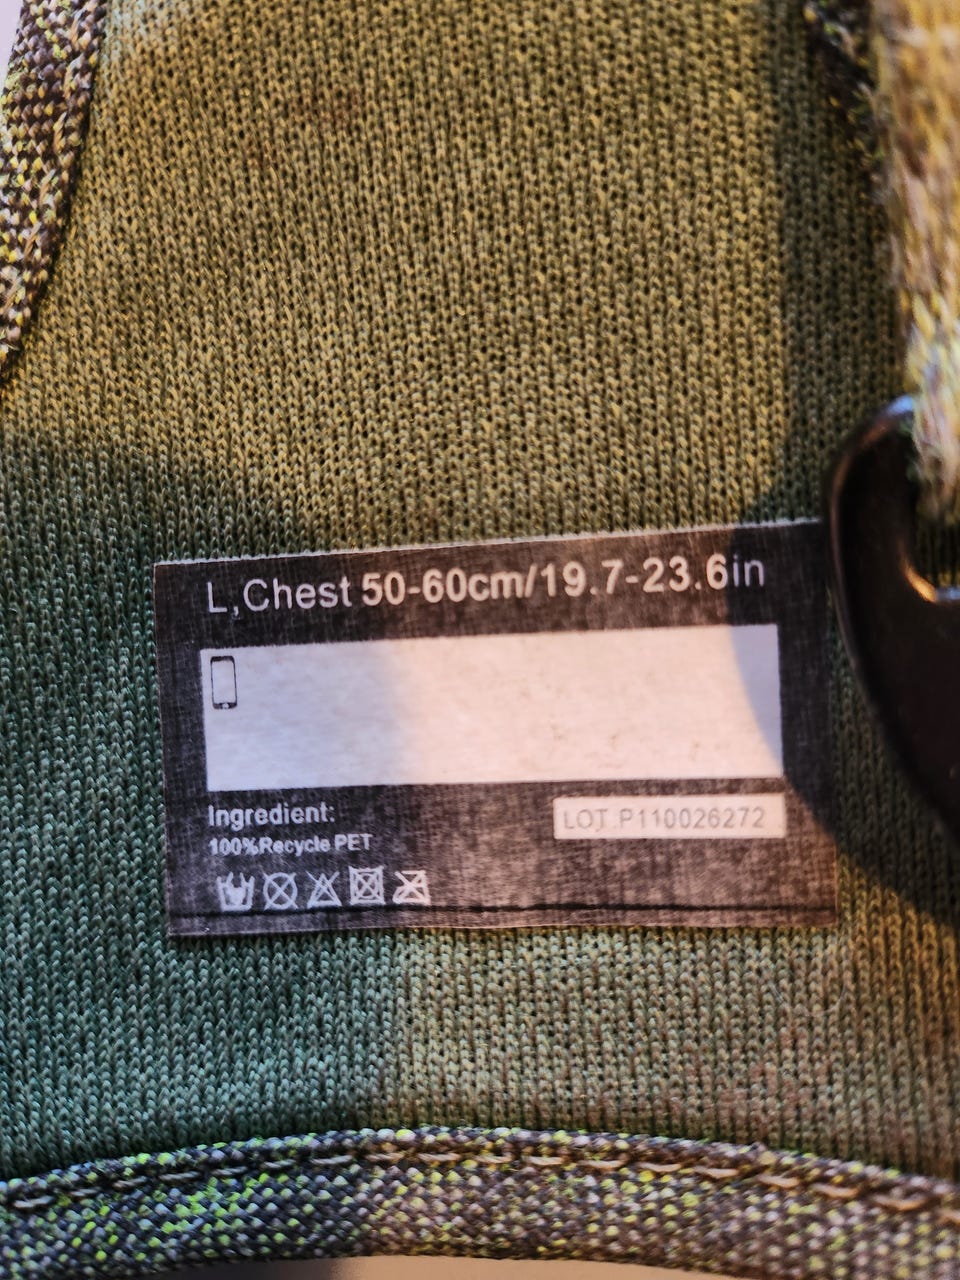 L,Chest 50-60cm/19.7-23.6in
Ingredient:
100%Recycle PET
LOT P110026272